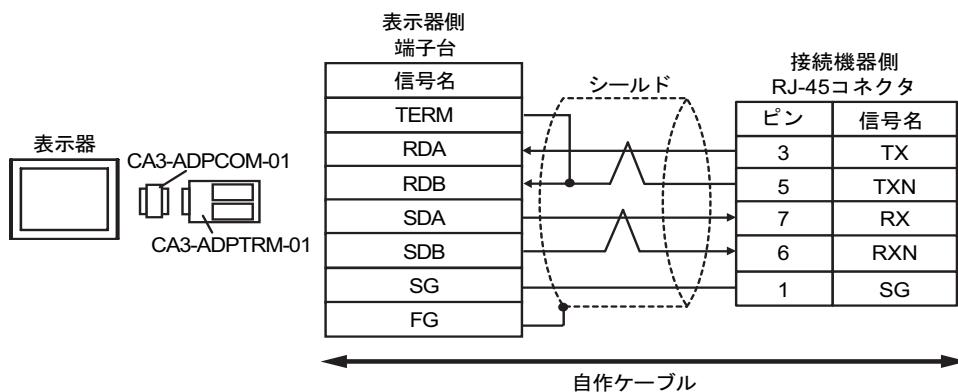 表示器
CA3-ADPCOM-01
CA3-ADPTRM-01
表示器側
端子台
信号名
TERM
RDA
RDB
SDA
SDB
SG
FG
シールド
接続機器側
RJ-45コネクタ
ピン 信号名
3 TX
5 TXN
7 RX
6 RXN
1 SG
自作ケーブル